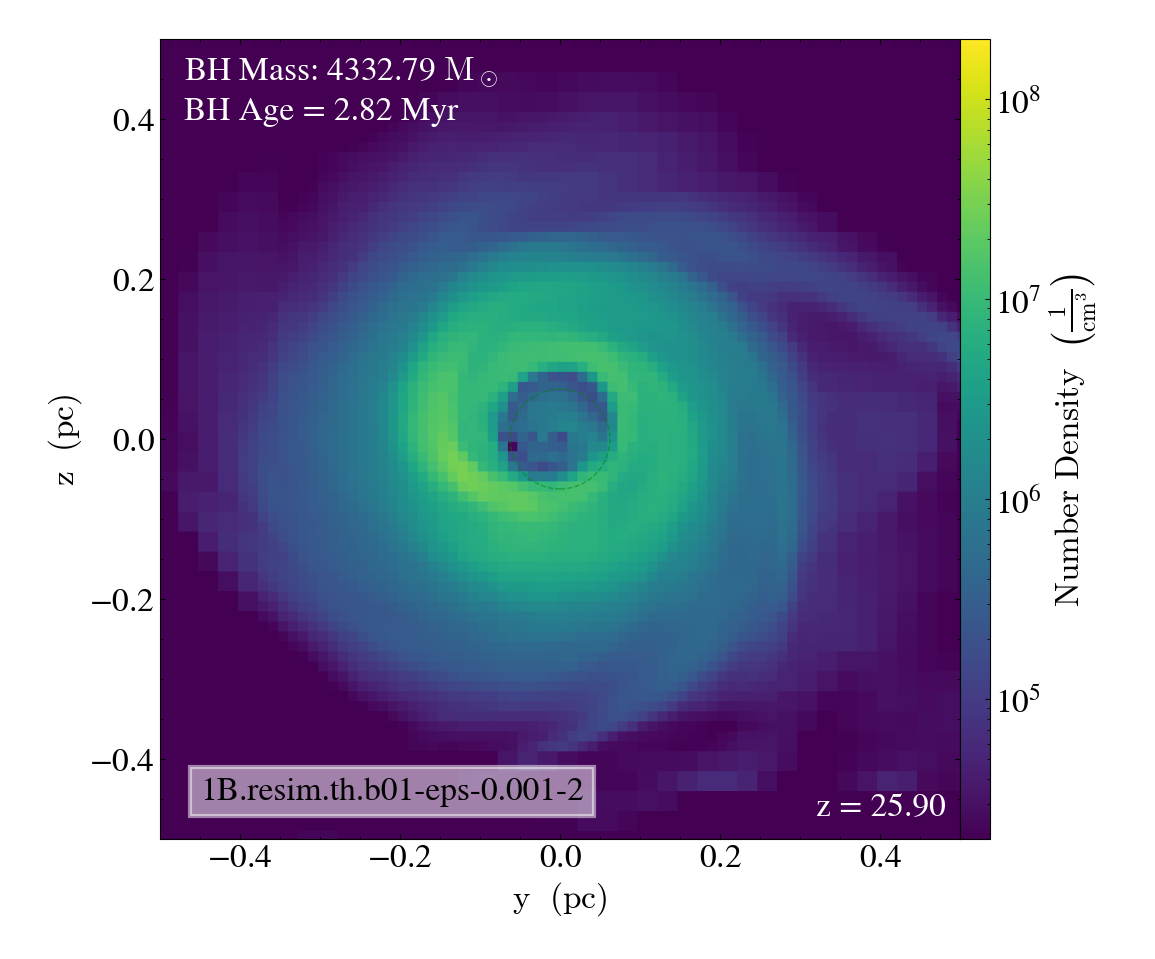 BH Mass: 4332.79 M⊙
BH Age = 2.82 Myr
0.4
0.2
0.0
−0.2
−0.4
z (pc)
1B.resim.th.b01-eps-0.001-2
z = 25.90
−0.4 −0.2 0.0 0.2 0.4
y (pc)
10⁸
10⁷
10⁶
10⁵
Number Density (1/cm³)